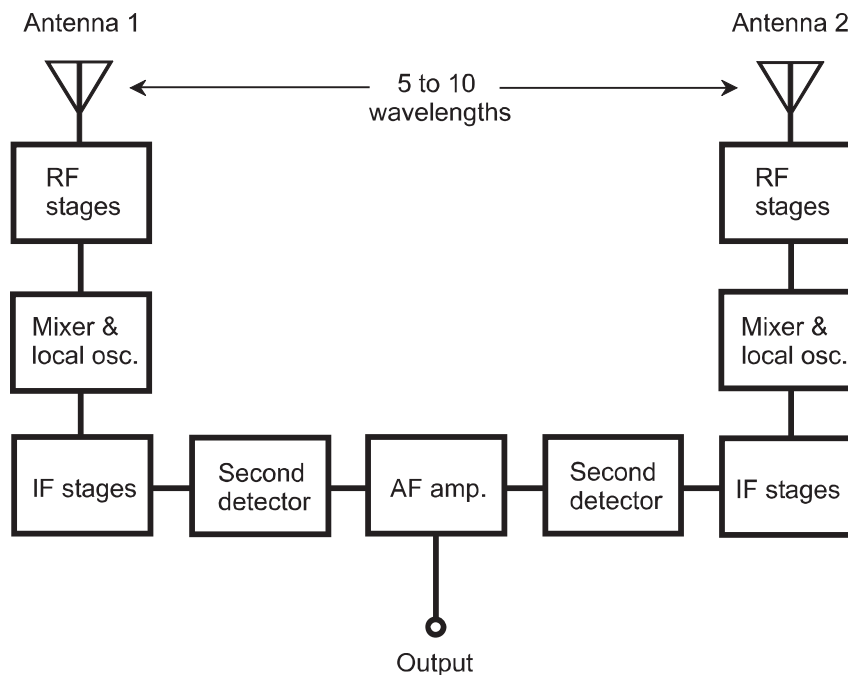 Antenna 1
Antenna 2
5 to 10
wavelengths
RF
stages
RF
stages
Mixer &
local osc.
Mixer &
local osc.
IF stages
Second
detector
AF amp.
Second
detector
IF stages
Output